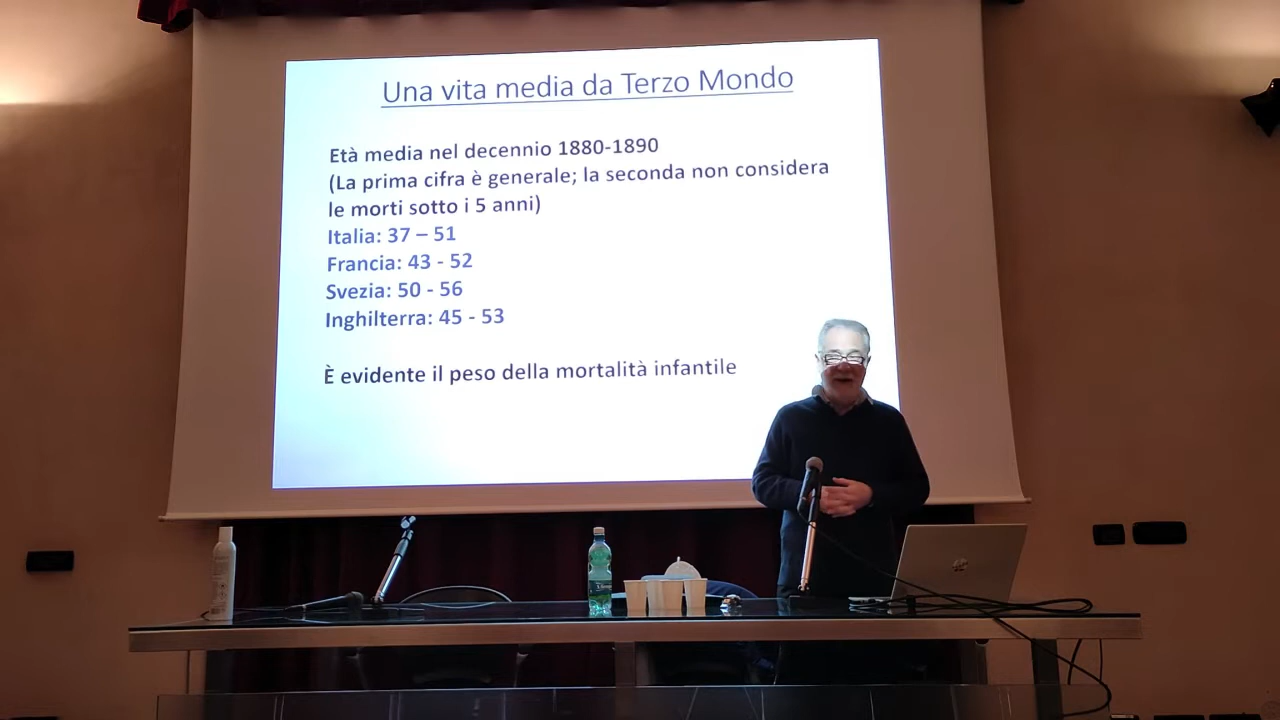 Una vita media da Terzo Mondo
Età media nel decennio 1880-1890
(La prima cifra è generale; la seconda non considera
le morti sotto i 5 anni)
Italia: 37 – 51
Francia: 43 - 52
Svezia: 50 - 56
Inghilterra: 45 - 53
È evidente il peso della mortalità infantile
hp